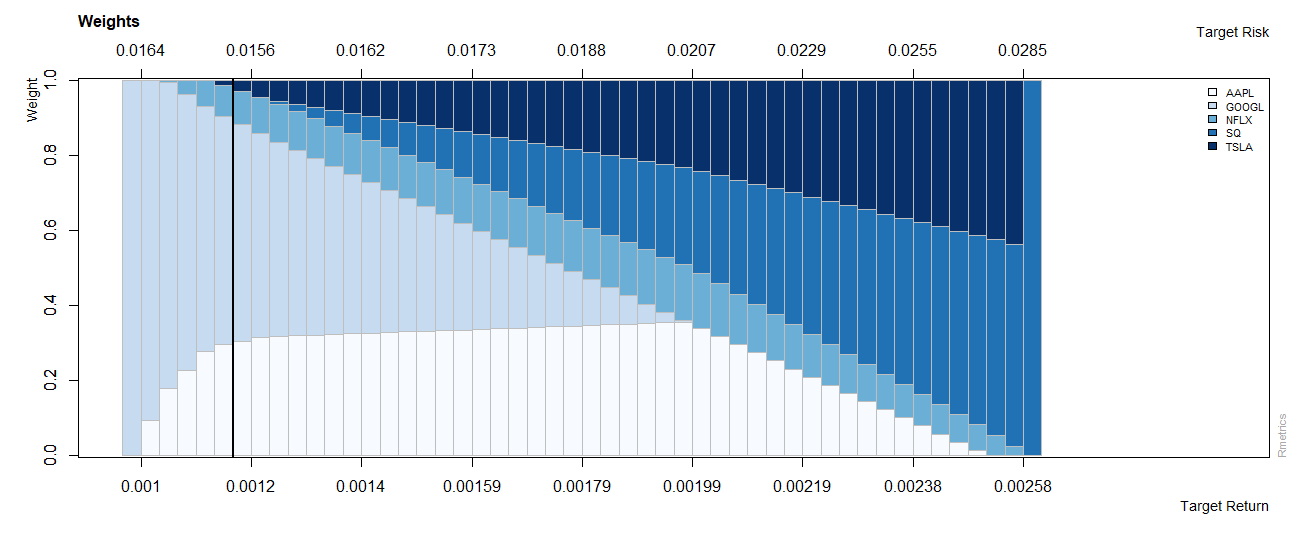 Weights
Target Risk
0.0164 0.0156 0.0162 0.0173 0.0188 0.0207 0.0229 0.0255 0.0285
Weight
1.0
0.8
0.6
0.4
0.2
0.0
AAPL
GOOGL
NFLX
SQ
TSLA
Rmetrics
0.001 0.0012 0.0014 0.00159 0.00179 0.00199 0.00219 0.00238 0.00258
Target Return